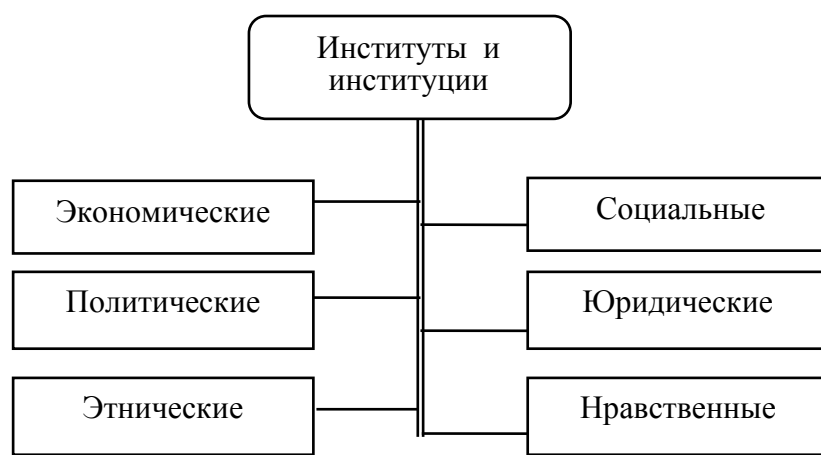 Институты и
институции
Экономические
Социальные
Политические
Юридические
Этнические
Нравственные